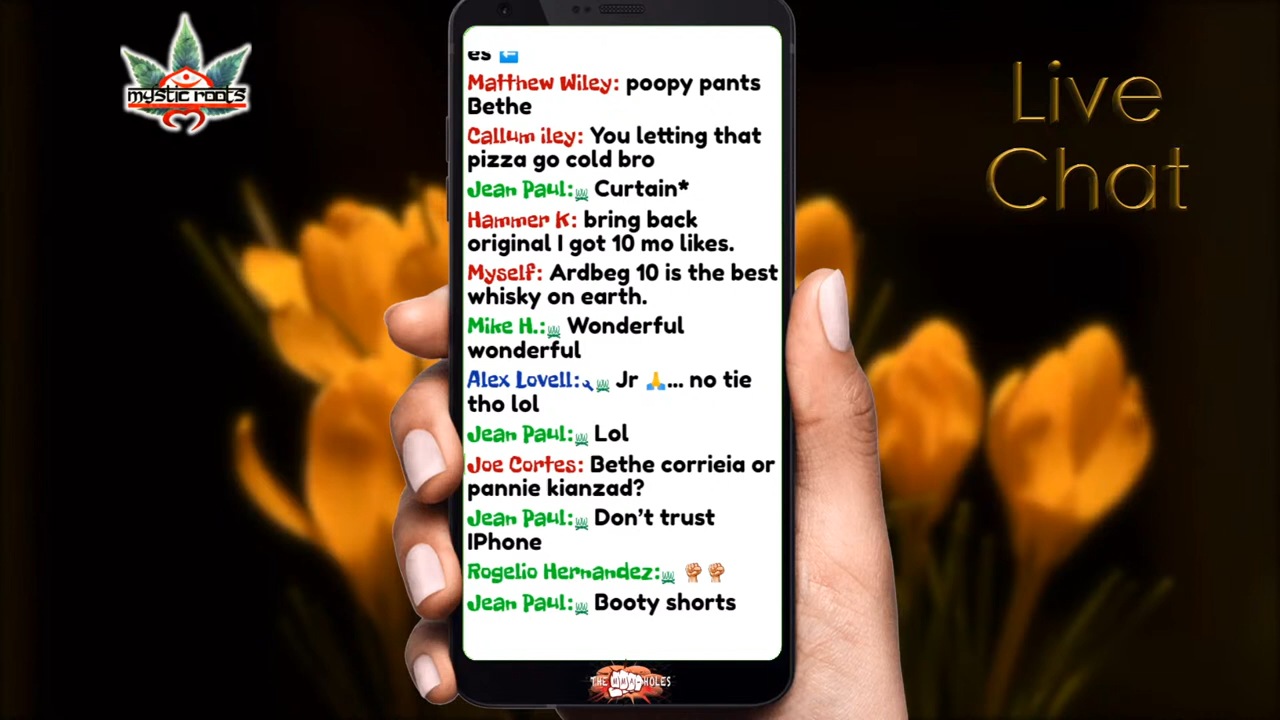 mystic roots
Live
Chat
es
Matthew Wiley: poopy pants
Bethe
Callum iley: You letting that
pizza go cold bro
Jean Paul: Curtain*
Hammer K: bring back
original I got 10 mo likes.
Myself: Ardbeg 10 is the best
whisky on earth.
Mike H.: Wonderful
wonderful
Alex Lovell: Jr 🙏... no tie
tho lol
Jean Paul: Lol
Joe Cortes: Bethe corrieia or
pannie kianzad?
Jean Paul: Don't trust
IPhone
Rogelio Hernandez: ✊🏼 ✊🏼
Jean Paul: Booty shorts
THE MMA-HOLES